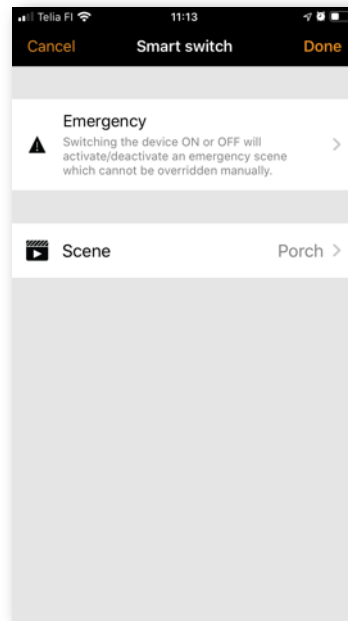 Telia FI 11:13
Cancel Smart switch Done
Emergency
Switching the device ON or OFF will
activate/deactivate an emergency scene
which cannot be overridden manually.
Scene Porch